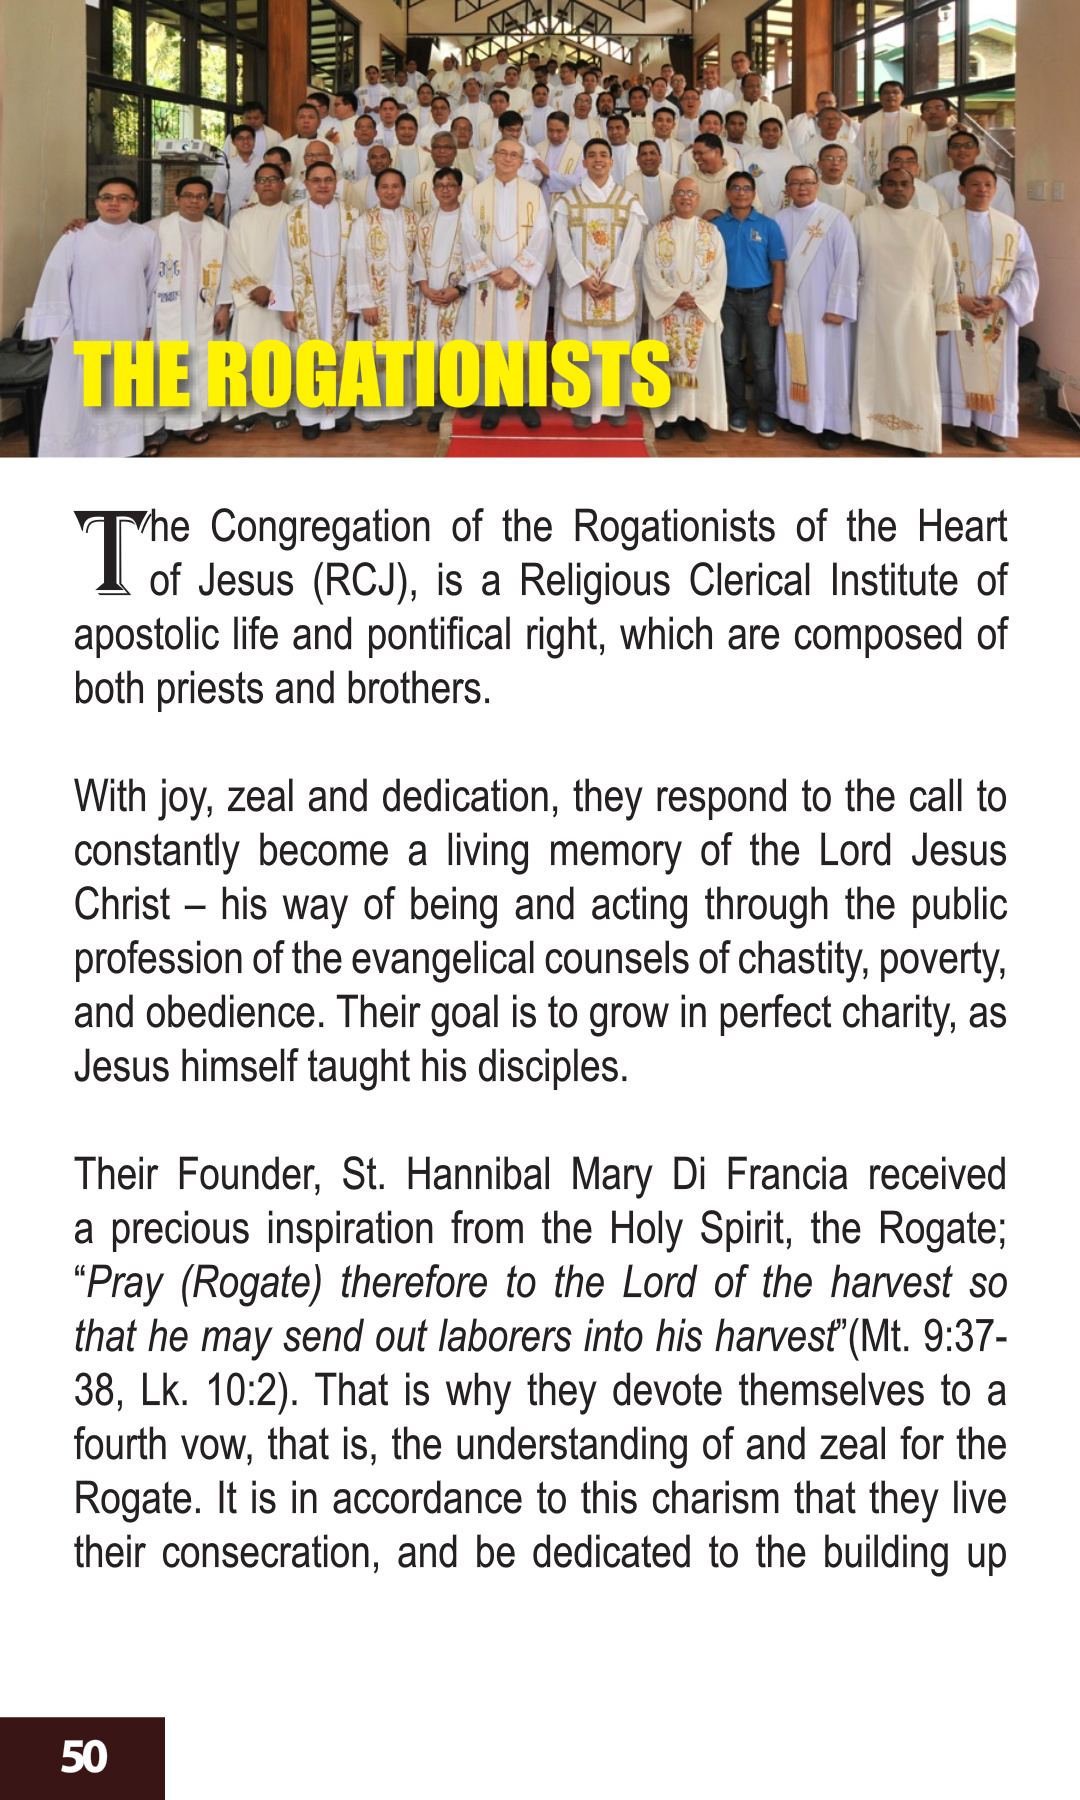 THE ROGATIONISTS
The Congregation of the Rogationists of the Heart
of Jesus (RCJ), is a Religious Clerical Institute of
apostolic life and pontifical right, which are composed of
both priests and brothers.
With joy, zeal and dedication, they respond to the call to
constantly become a living memory of the Lord Jesus
Christ – his way of being and acting through the public
profession of the evangelical counsels of chastity, poverty,
and obedience. Their goal is to grow in perfect charity, as
Jesus himself taught his disciples.
Their Founder, St. Hannibal Mary Di Francia received
a precious inspiration from the Holy Spirit, the Rogate;
“Pray (Rogate) therefore to the Lord of the harvest so
that he may send out laborers into his harvest”(Mt. 9:37-
38, Lk. 10:2). That is why they devote themselves to a
fourth vow, that is, the understanding of and zeal for the
Rogate. It is in accordance to this charism that they live
their consecration, and be dedicated to the building up
50